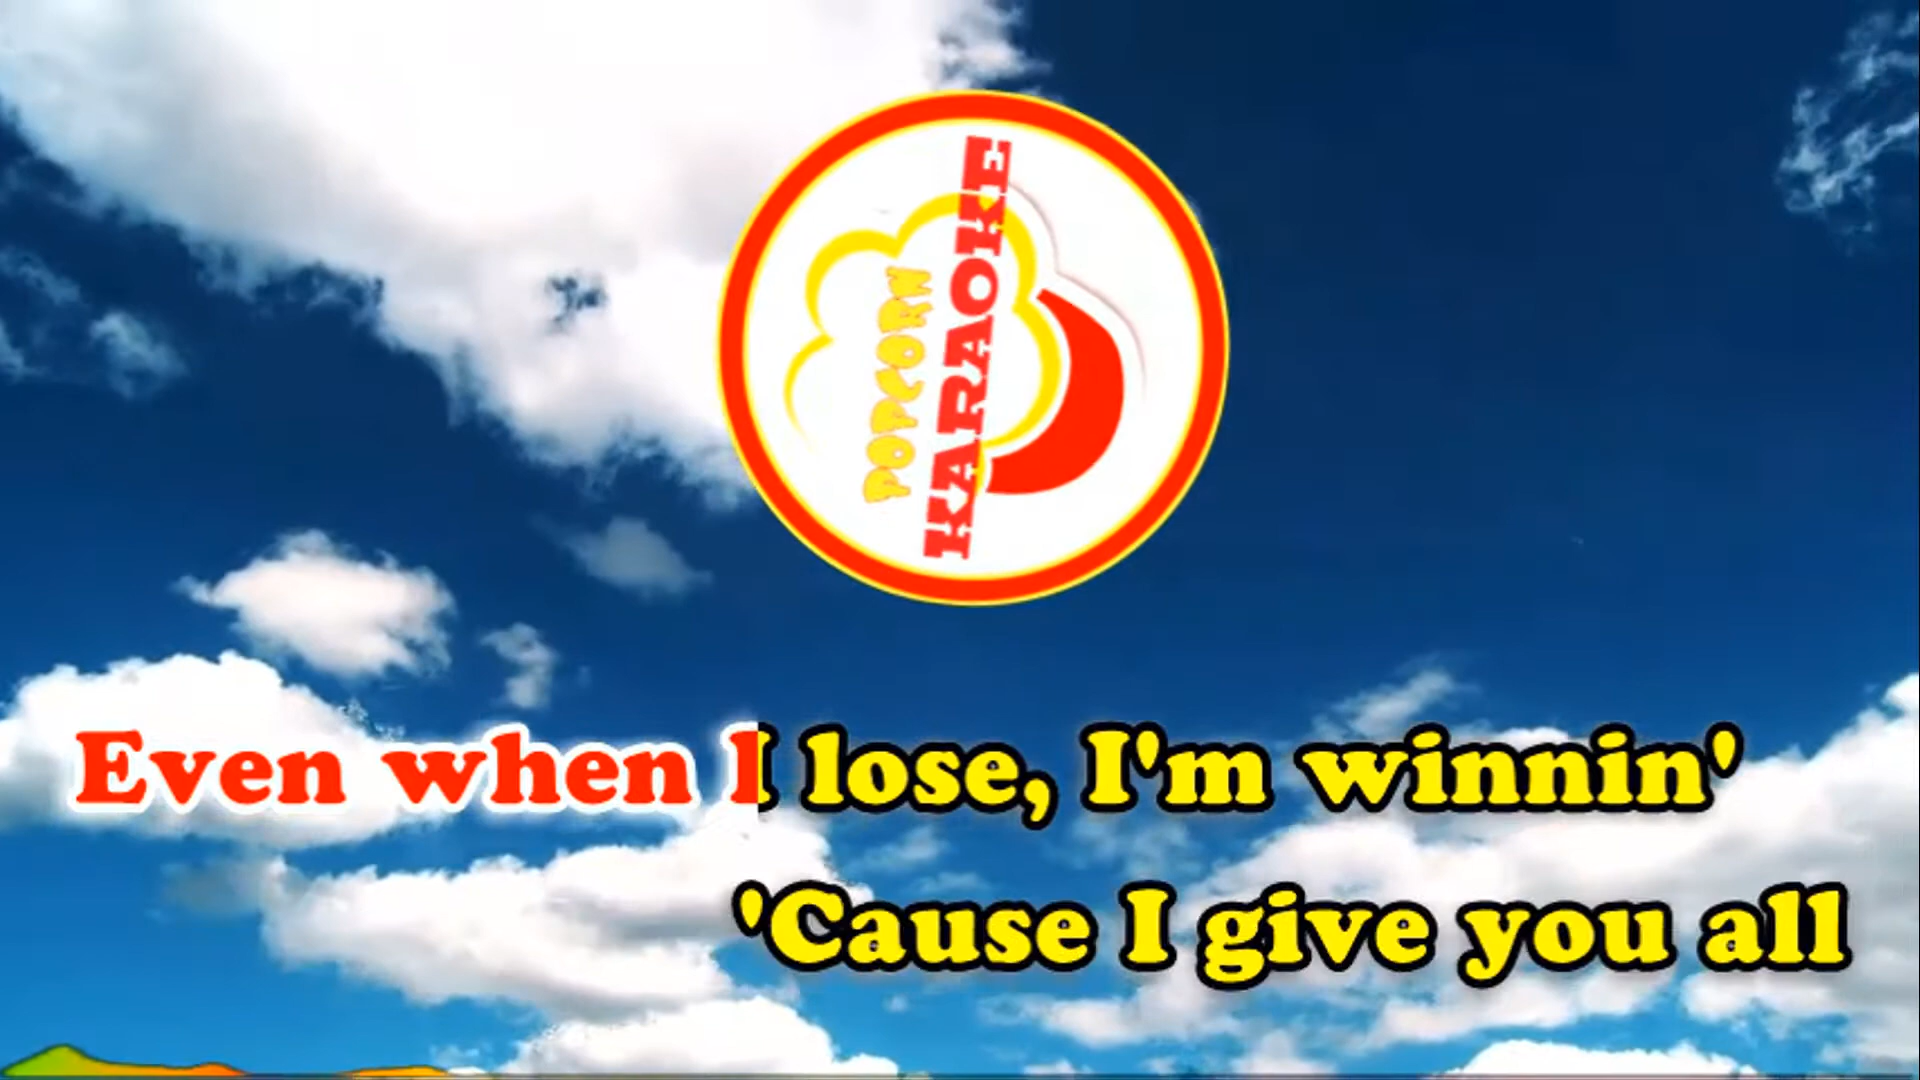 POPCORN
KARAOKE
Even when I lose, I'm winnin'
'Cause I give you all